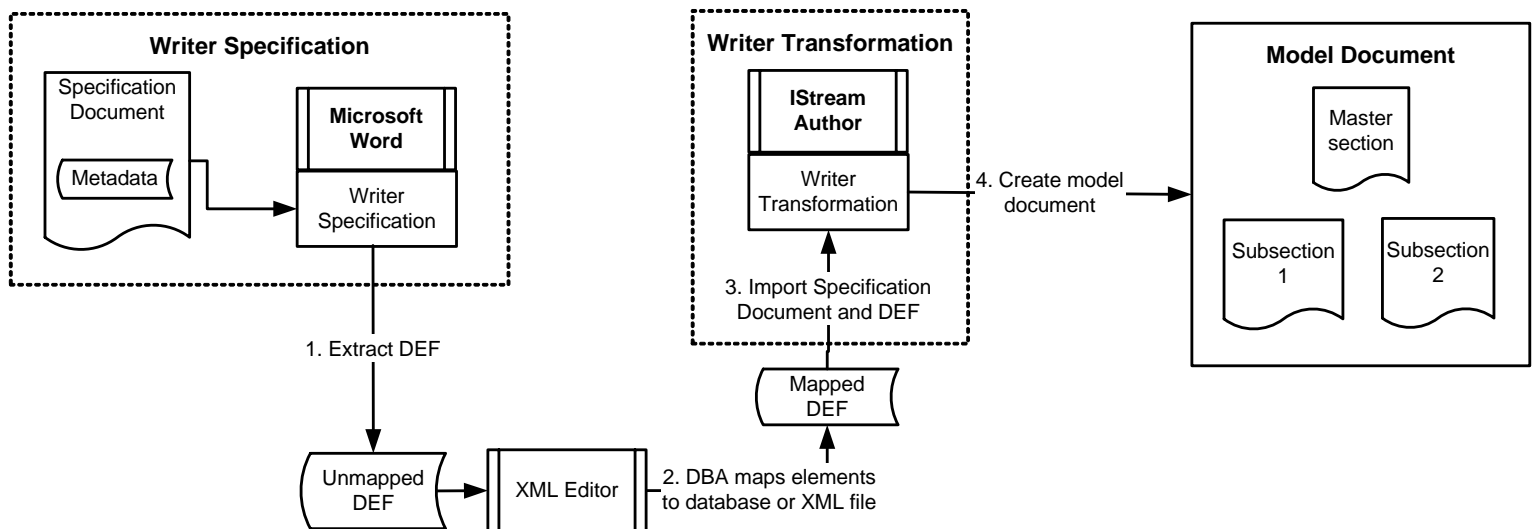 Writer Specification
Specification
Document
Metadata
Microsoft
Word
Writer
Specification
1. Extract DEF
Unmapped
DEF
XML Editor
2. DBA maps elements
to database or XML file
Mapped
DEF
3. Import Specification
Document and DEF
Writer Transformation
IStream
Author
Writer
Transformation
4. Create model
document
Model Document
Master
section
Subsection
1
Subsection
2